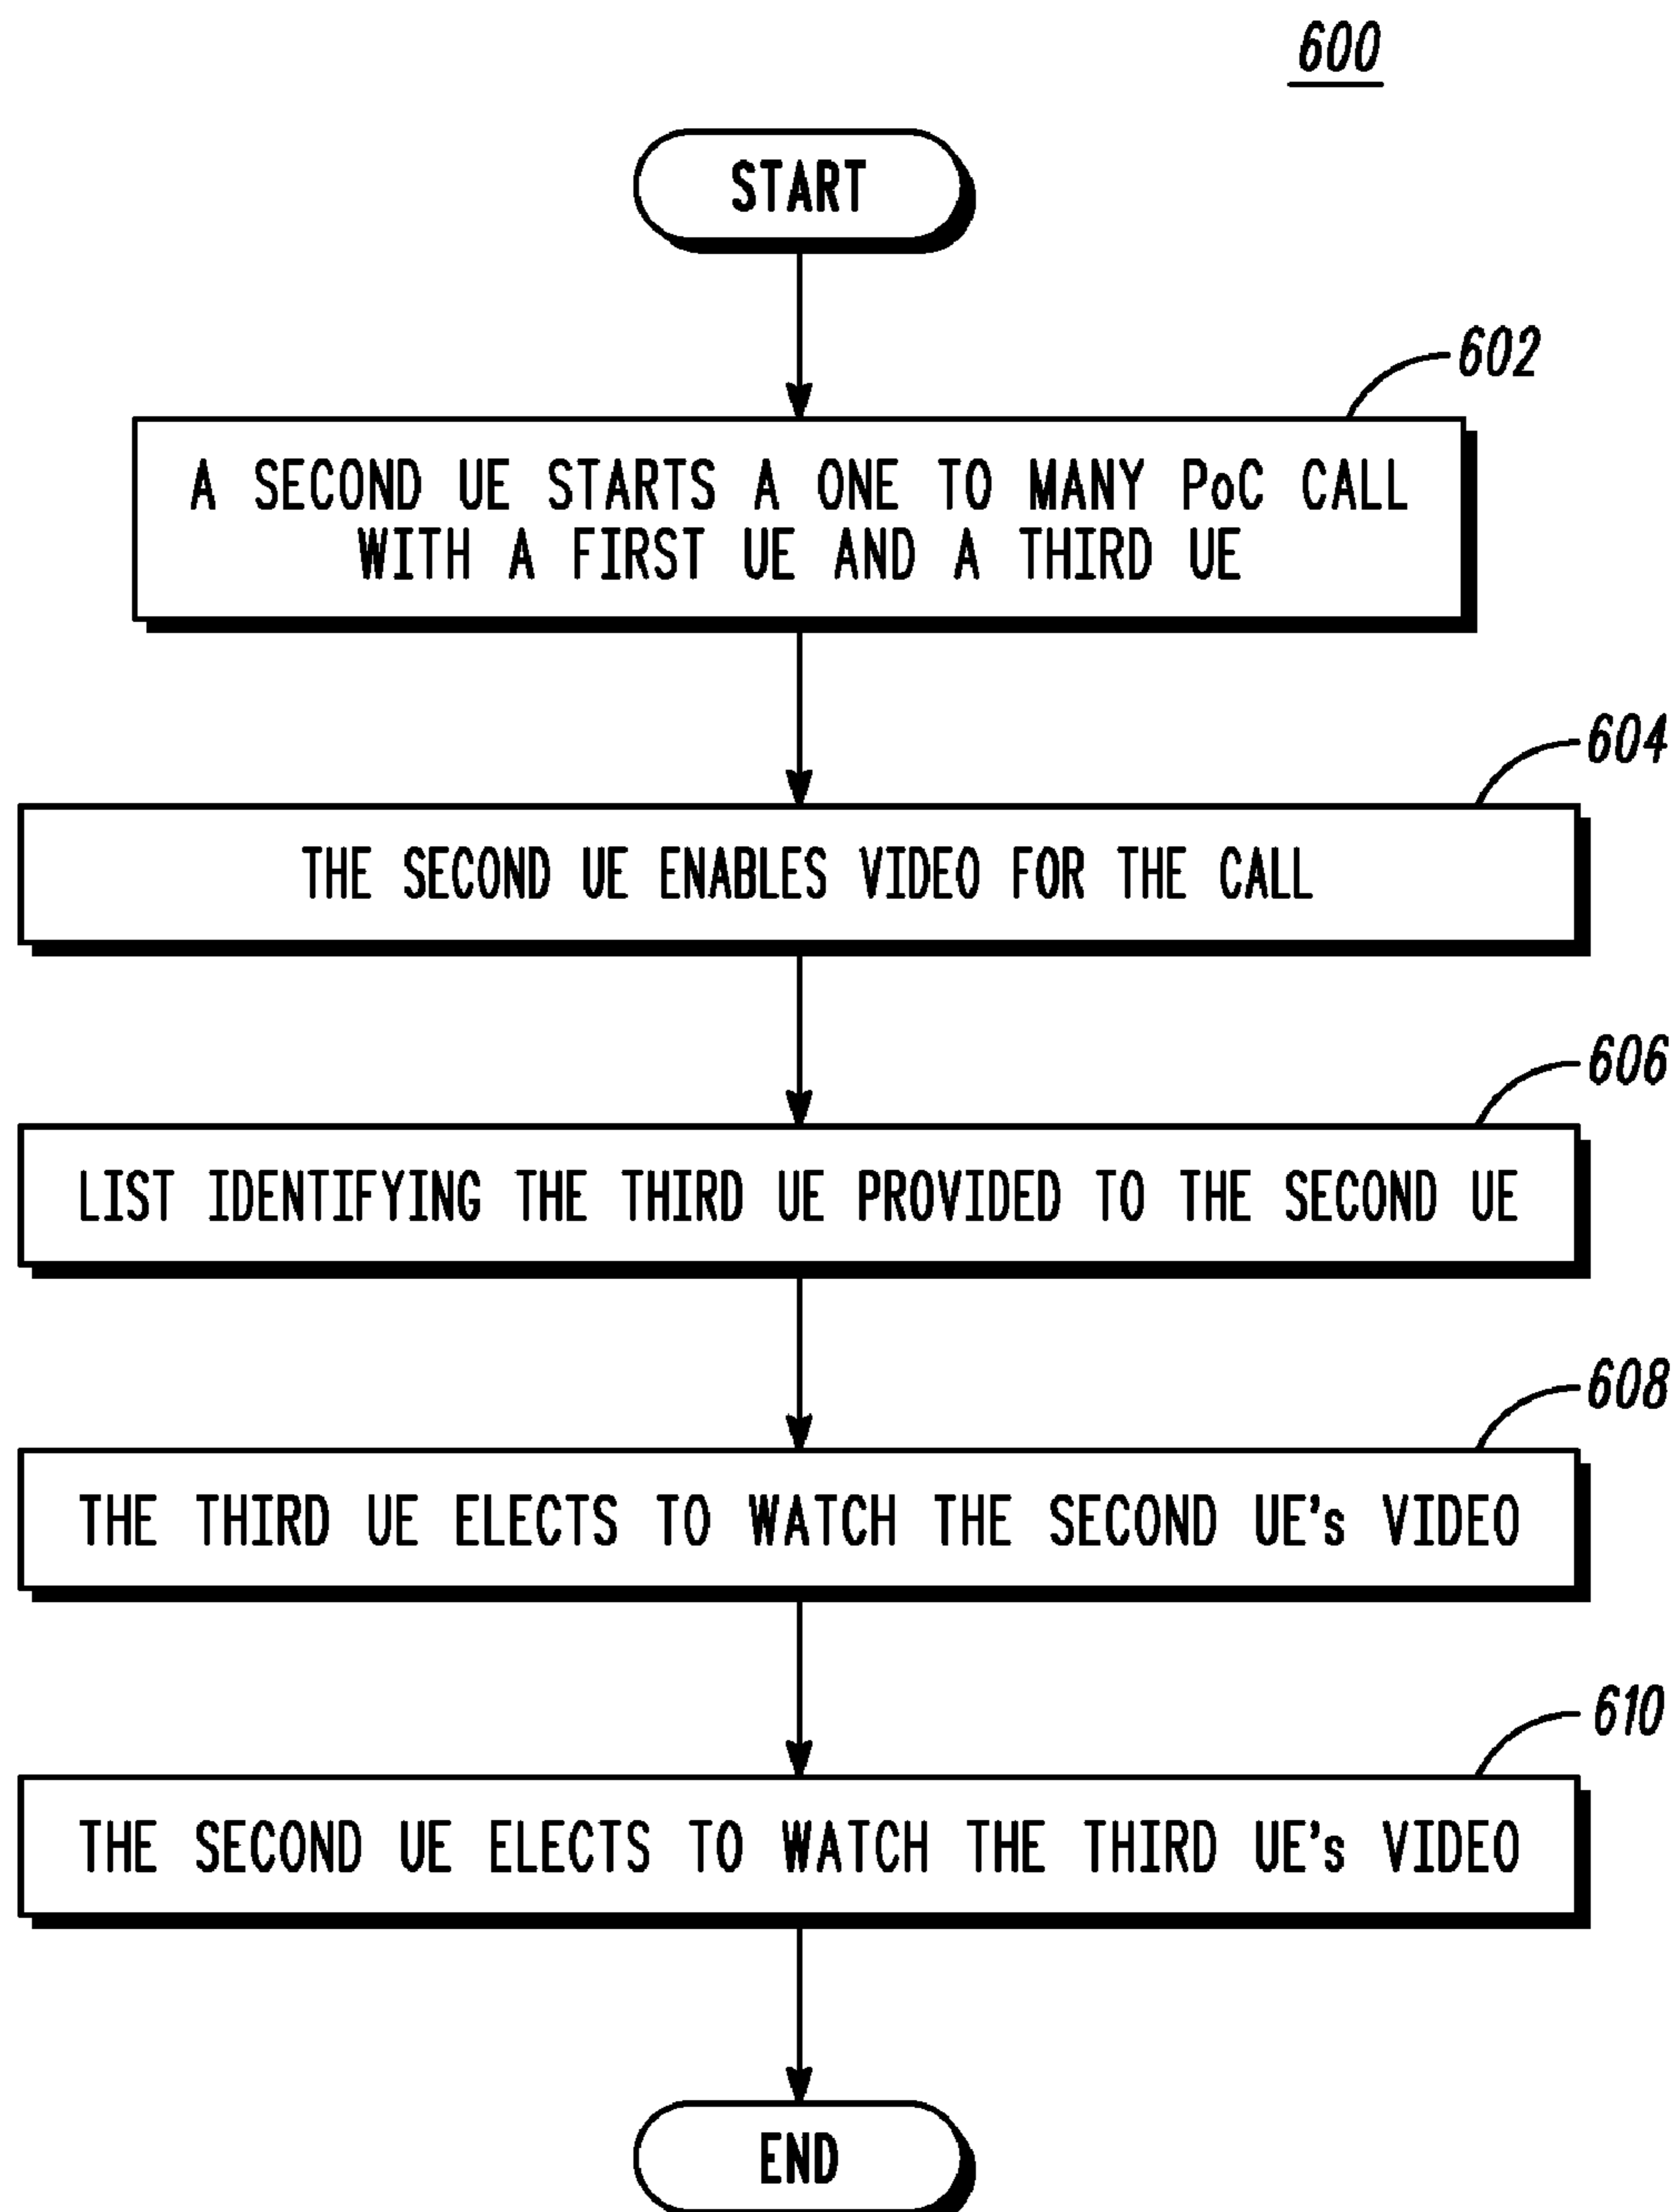 600
START
602
A SECOND UE STARTS A ONE TO MANY PoC CALL
WITH A FIRST UE AND A THIRD UE
604
THE SECOND UE ENABLES VIDEO FOR THE CALL
606
LIST IDENTIFYING THE THIRD UE PROVIDED TO THE SECOND UE
608
THE THIRD UE ELECTS TO WATCH THE SECOND UE's VIDEO
610
THE SECOND UE ELECTS TO WATCH THE THIRD UE's VIDEO
END